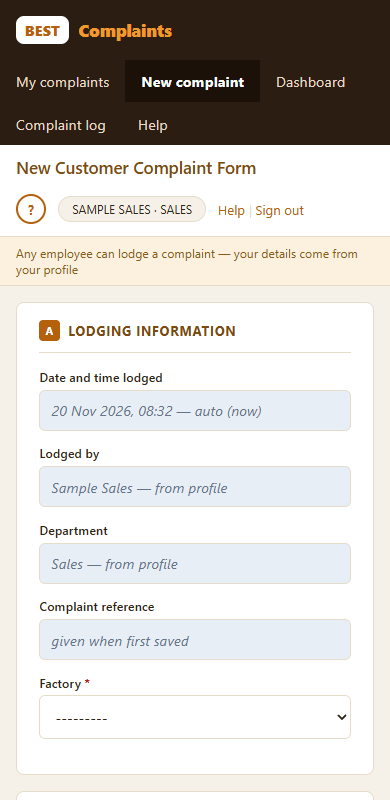 BEST Complaints
My complaints New complaint Dashboard
Complaint log Help
New Customer Complaint Form
? SAMPLE SALES · SALES Help | Sign out
Any employee can lodge a complaint — your details come from
your profile
A LODGING INFORMATION
Date and time lodged
20 Nov 2026, 08:32 — auto (now)
Lodged by
Sample Sales — from profile
Department
Sales — from profile
Complaint reference
given when first saved
Factory *
---------